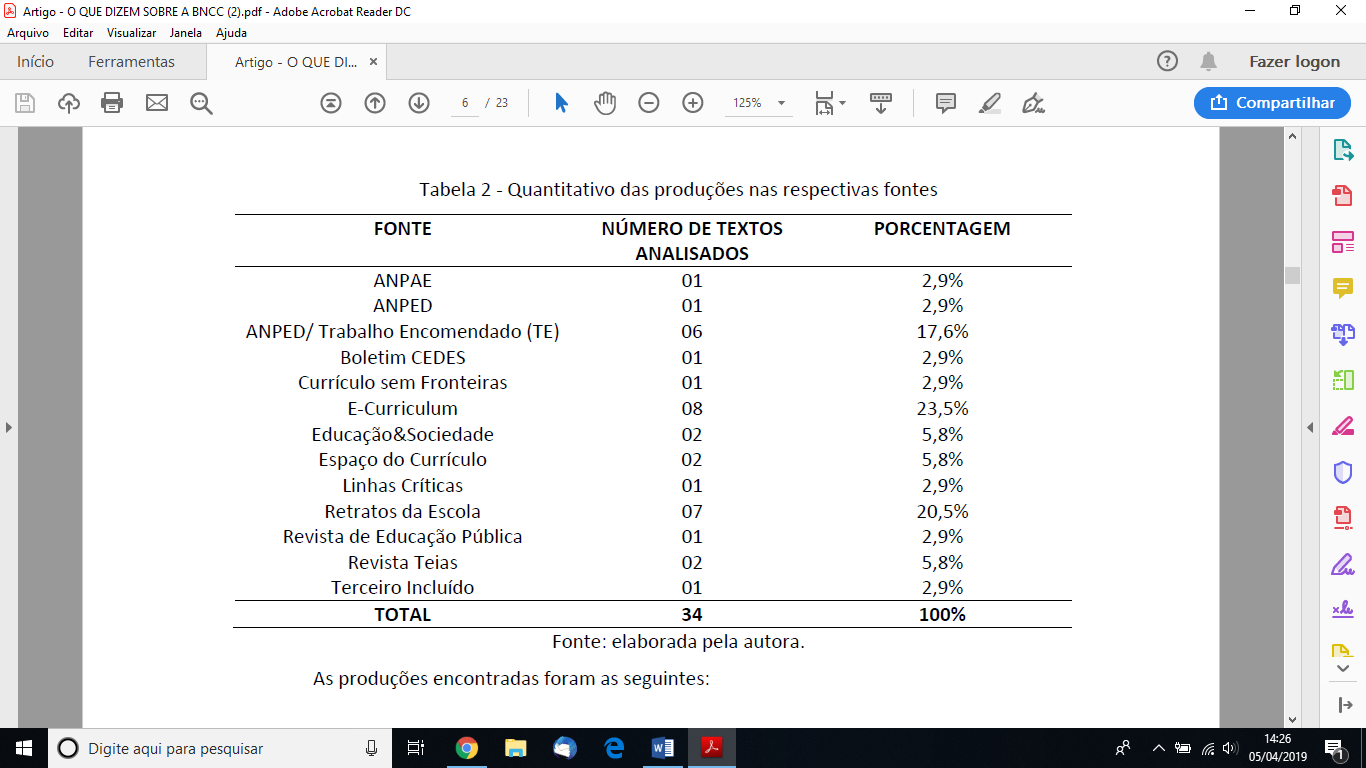 Artigo - O QUE DIZEM SOBRE A BNCC (2).pdf - Adobe Acrobat Reader DC
Arquivo Editar Visualizar Janela Ajuda
Início Ferramentas Artigo - O QUE DI... × Fazer logon
6 / 23 125% Compartilhar
Tabela 2 - Quantitativo das produções nas respectivas fontes
FONTE NÚMERO DE TEXTOS PORCENTAGEM
ANALISADOS
ANPAE 01 2,9%
ANPED 01 2,9%
ANPED/ Trabalho Encomendado (TE) 06 17,6%
Boletim CEDES 01 2,9%
Currículo sem Fronteiras 01 2,9%
E-Curriculum 08 23,5%
Educação&Sociedade 02 5,8%
Espaço do Currículo 02 5,8%
Linhas Críticas 01 2,9%
Retratos da Escola 07 20,5%
Revista de Educação Pública 01 2,9%
Revista Teias 02 5,8%
Terceiro Incluído 01 2,9%
TOTAL 34 100%
Fonte: elaborada pela autora.
As produções encontradas foram as seguintes:
Digite aqui para pesquisar
14:26
05/04/2019
1